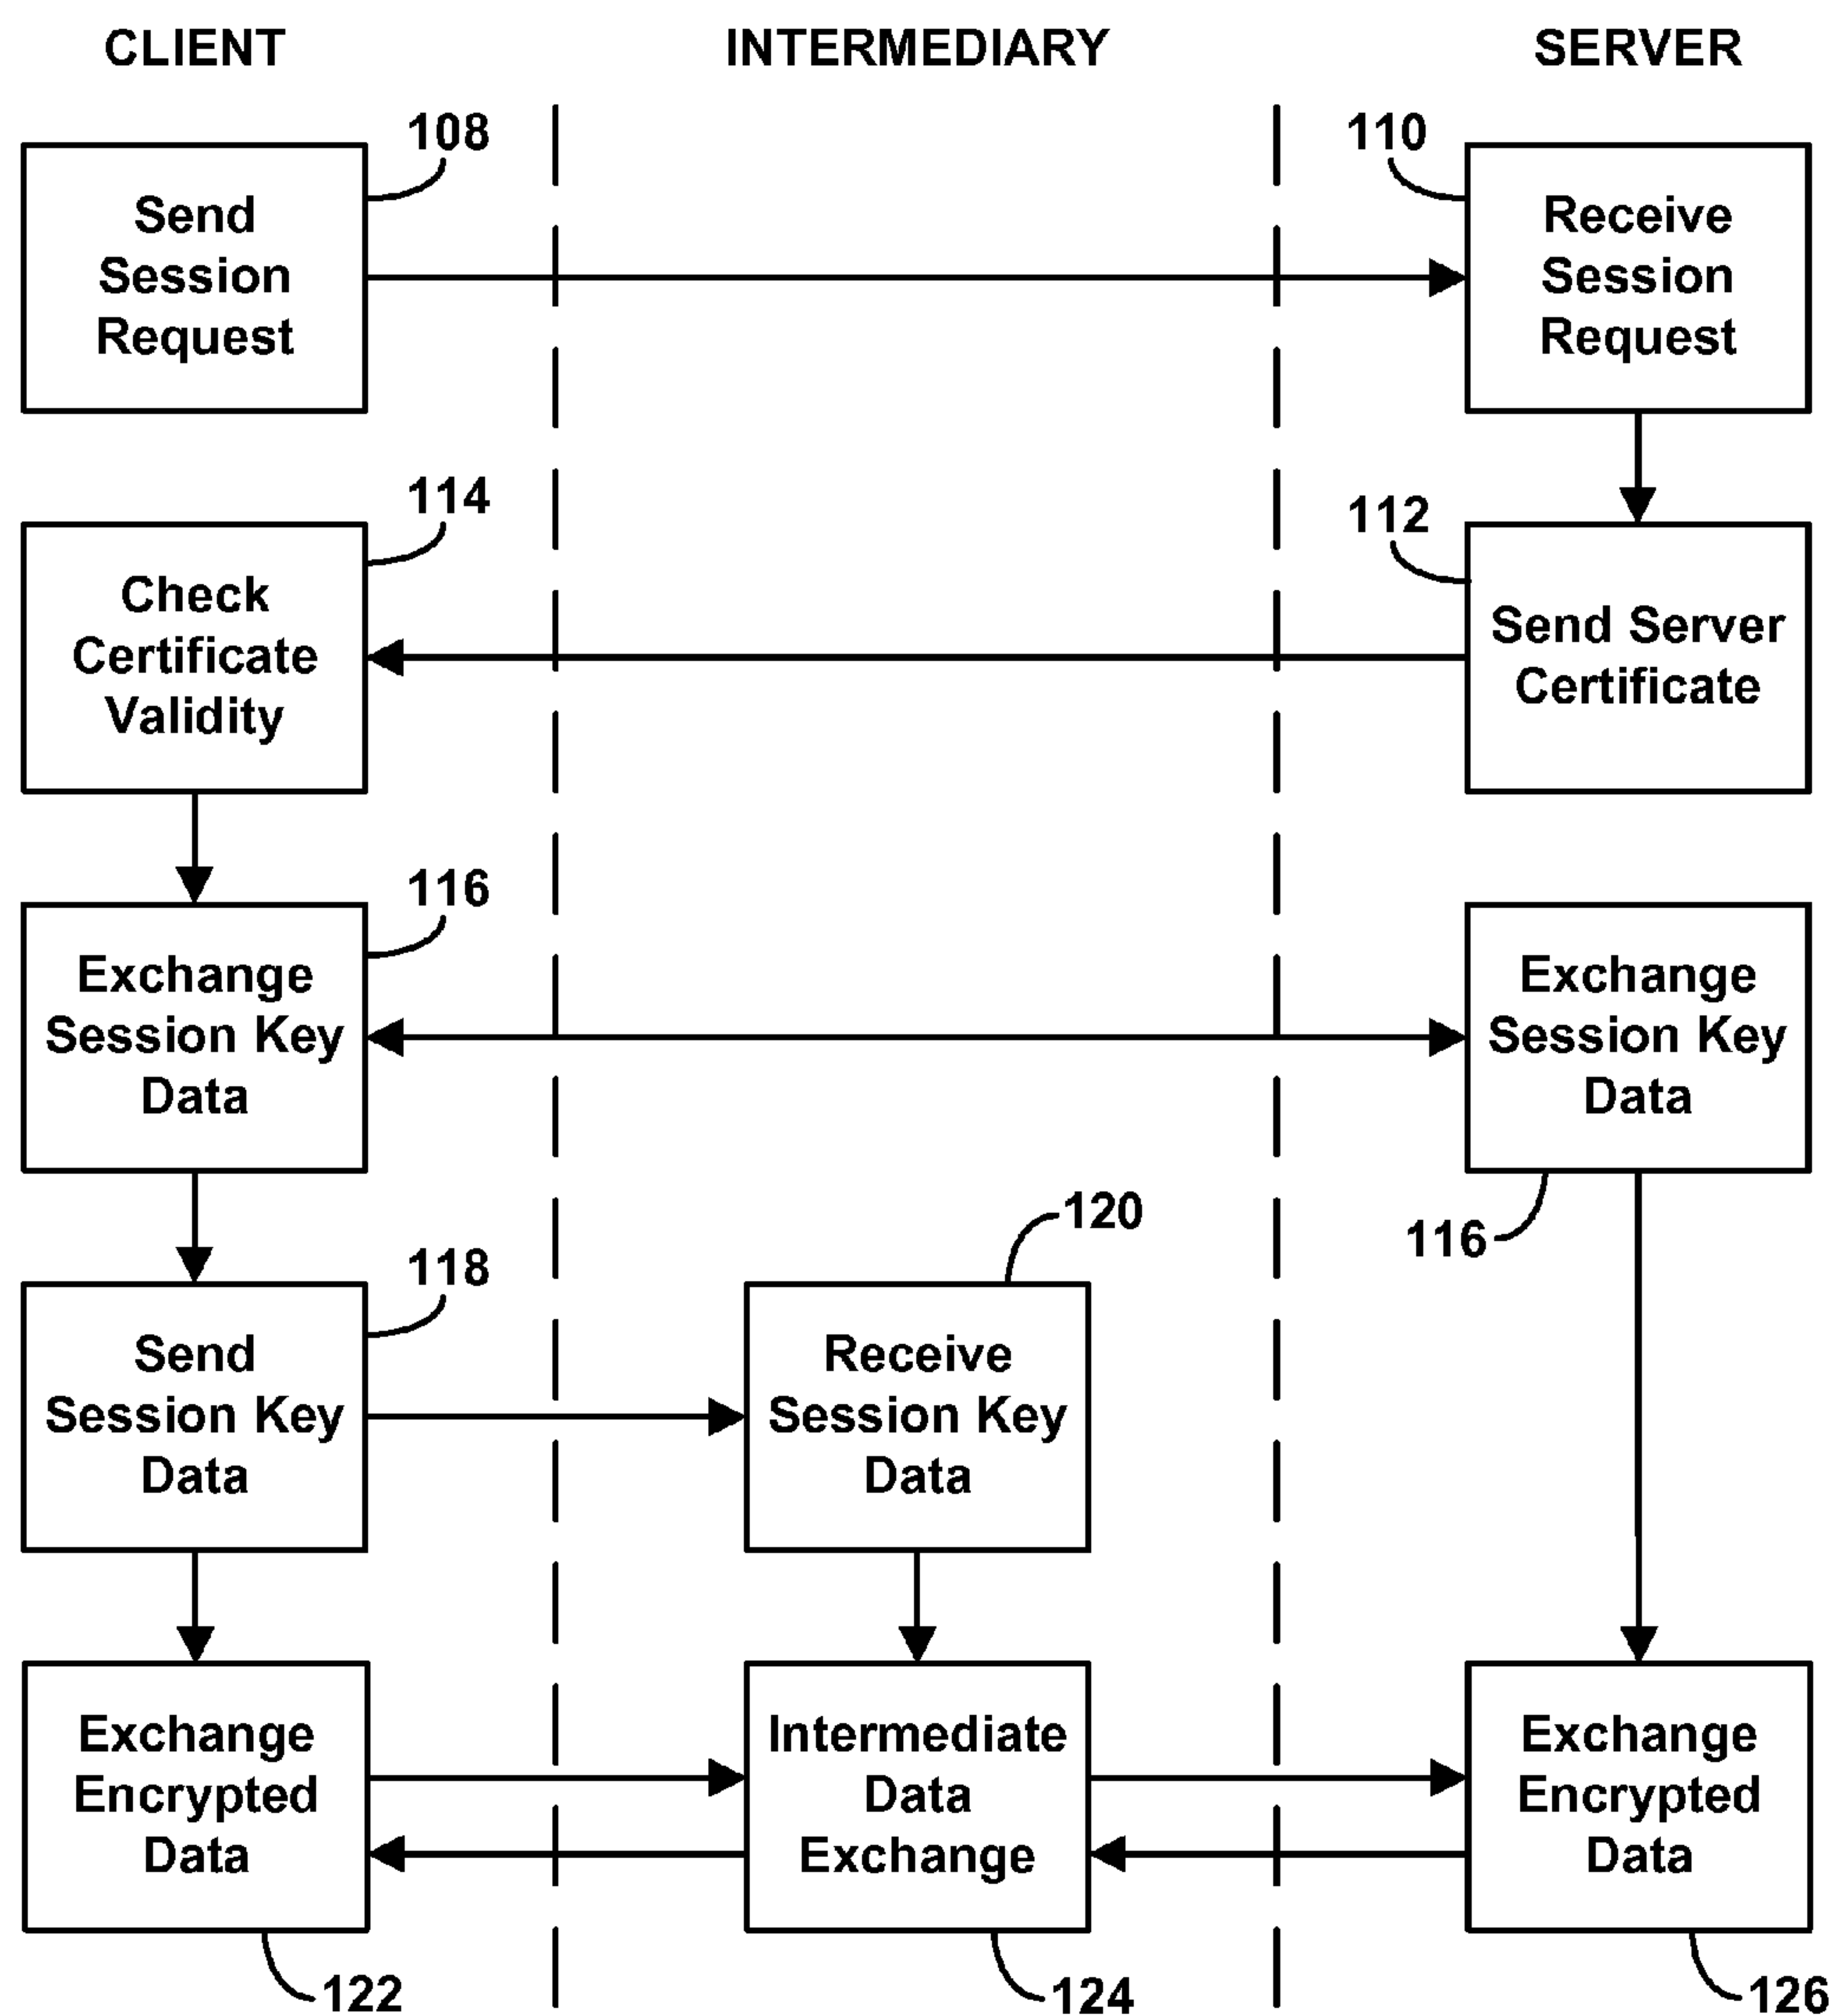 CLIENT
INTERMEDIARY
SERVER
108
Send
Session
Request
110
Receive
Session
Request
114
Check
Certificate
Validity
112
Send Server
Certificate
116
Exchange
Session Key
Data
Exchange
Session Key
Data
116
118
Send
Session Key
Data
120
Receive
Session Key
Data
Exchange
Encrypted
Data
122
Intermediate
Data
Exchange
124
Exchange
Encrypted
Data
126